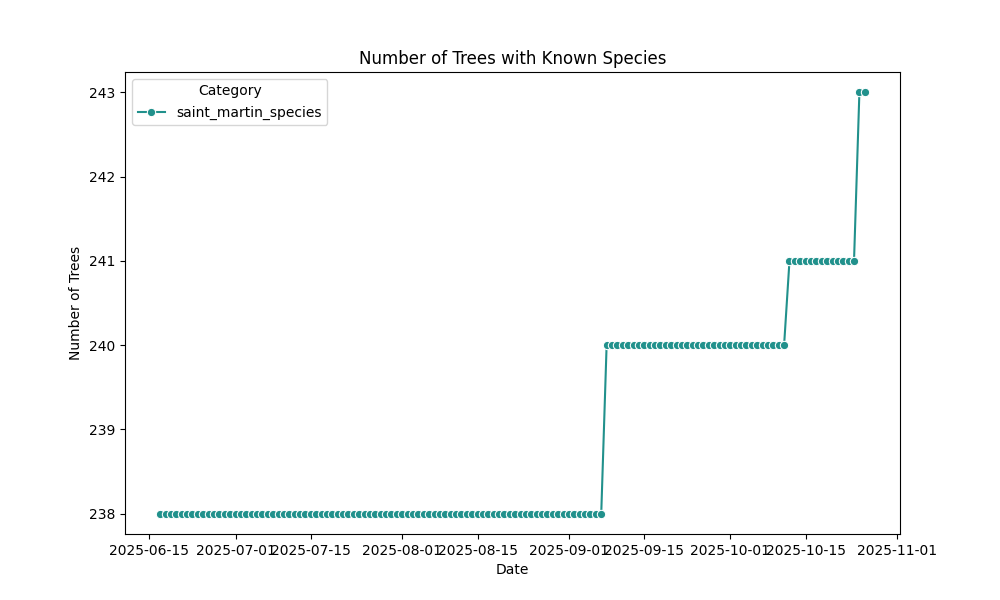 Number of Trees with Known Species
Category
saint_martin_species
243
242
241
240
239
238
Number of Trees
2025-06-15 2025-07-01 2025-07-15 2025-08-01 2025-08-15 2025-09-01 2025-09-15 2025-10-01 2025-10-15 2025-11-01
Date